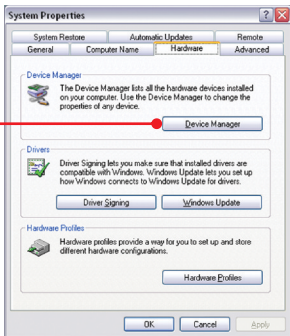 System Properties
System Restore Automatic Updates Remote
General Computer Name Hardware Advanced
Device Manager
The Device Manager lists all the hardware devices installed
on your computer. Use the Device Manager to change the
properties of any device.
Device Manager
Drivers
Driver Signing lets you make sure that installed drivers are
compatible with Windows. Windows Update lets you set up
how Windows connects to Windows Update for drivers.
Driver Signing Windows Update
Hardware Profiles
Hardware profiles provide a way for you to set up and store
different hardware configurations.
Hardware Profiles
OK Cancel Apply